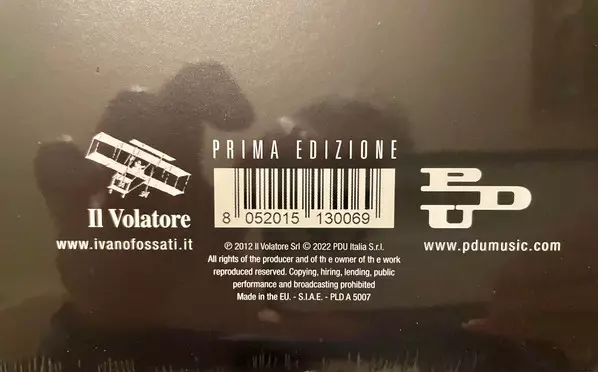 PRIMA EDIZIONE
Il Volatore
www.ivanofossati.it
8 052015 130069
PDU
www.pdumusic.com
℗ 2012 Il Volatore Srl © 2022 PDU Italia S.r.l.
All rights of the producer and of th e owner of th e work
reproduced reserved. Copying, hiring, lending, public
performance and broadcasting prohibited
Made in the EU. - S.I.A.E. - PLD A 5007